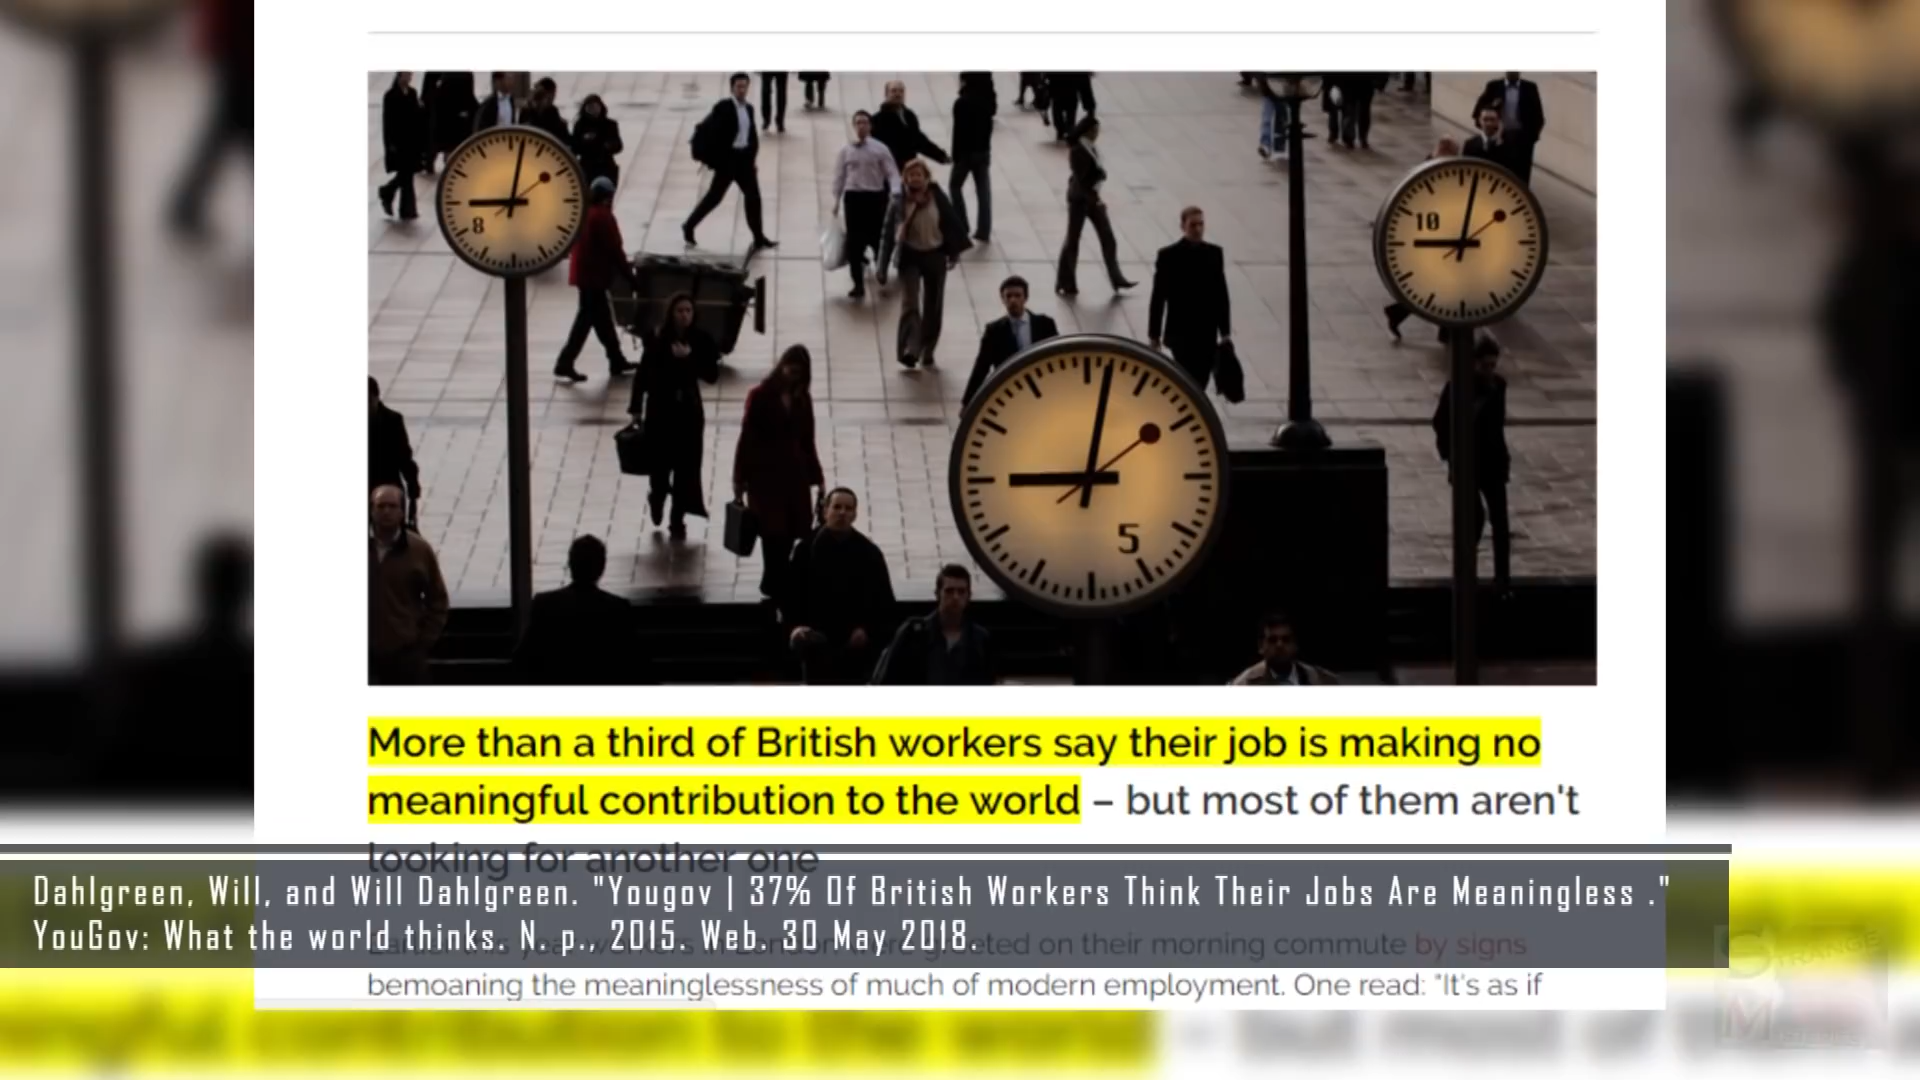 8
10
5
More than a third of British workers say their job is making no
meaningful contribution to the world – but most of them aren't
looking for another one
Dahlgreen, Will, and Will Dahlgreen. "Yougov | 37% Of British Workers Think Their Jobs Are Meaningless ."
YouGov: What the world thinks. N. p., 2015. Web. 30 May 2018.
eted on their morning commute by signs
bemoaning the meaninglessness of much of modern employment. One read: "It's as if
STRANGE